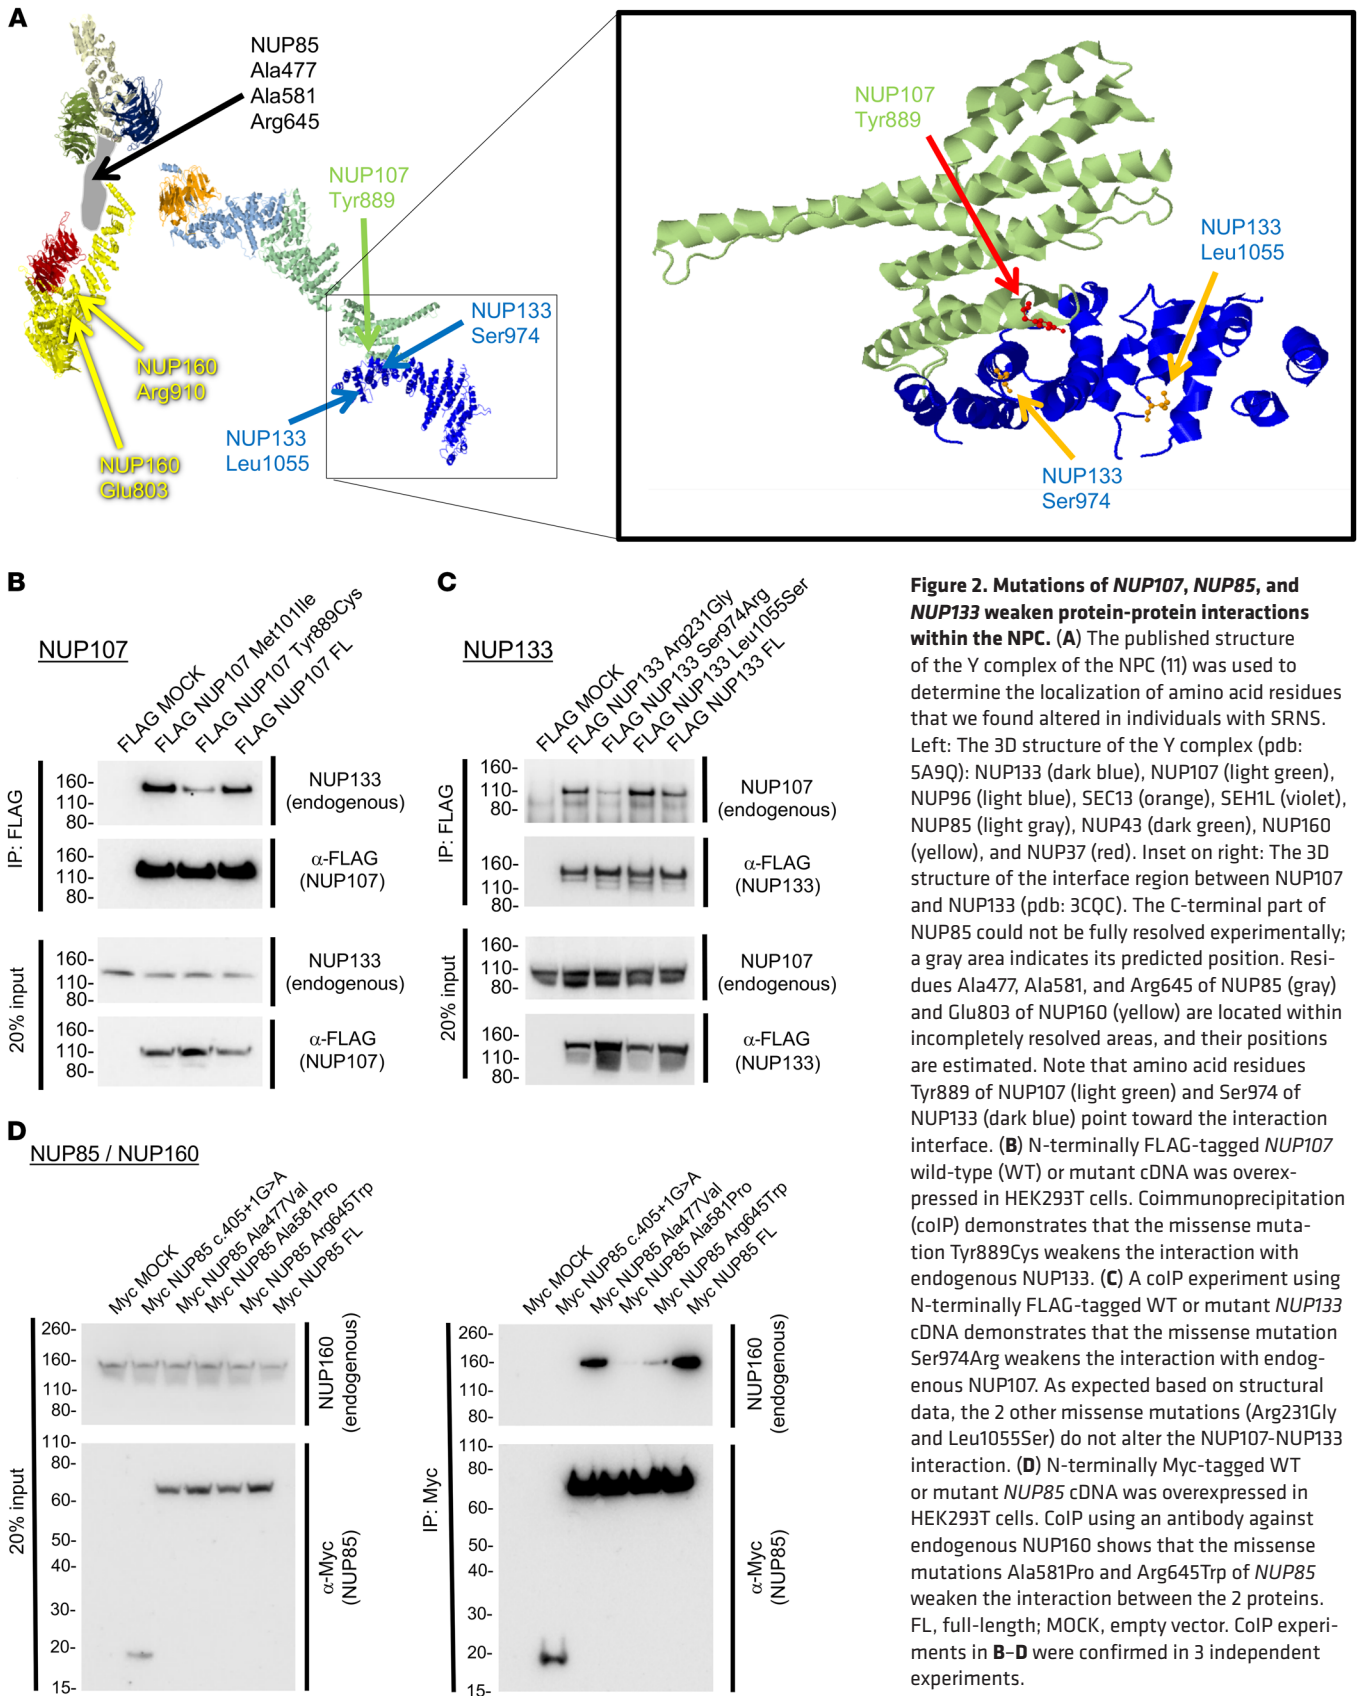 A
NUP85
Ala477
Ala581
Arg645
NUP107
Tyr889
NUP133
Ser974
NUP160
Arg910
NUP133
Leu1055
NUP160
Glu803
NUP107
Tyr889
NUP133
Leu1055
NUP133
Ser974
B
NUP107
FLAG MOCK
FLAG NUP107 Met101Ile
FLAG NUP107 Tyr889Cys
FLAG NUP107 FL
IP: FLAG
160-
110-
80-
NUP133
(endogenous)
160-
110-
80-
α-FLAG
(NUP107)
20% input
160-
110-
80-
NUP133
(endogenous)
160-
110-
80-
α-FLAG
(NUP107)
C
NUP133
FLAG MOCK
FLAG NUP133 Arg231Gly
FLAG NUP133 Ser974Arg
FLAG NUP133 Leu1055Ser
FLAG NUP133 FL
IP: FLAG
160-
110-
80-
NUP107
(endogenous)
160-
110-
80-
α-FLAG
(NUP133)
20% input
160-
110-
80-
NUP107
(endogenous)
160-
110-
80-
α-FLAG
(NUP133)
D
NUP85 / NUP160
Myc MOCK
Myc NUP85 c.405+1G>A
Myc NUP85 Ala477Val
Myc NUP85 Ala581Pro
Myc NUP85 Arg645Trp
Myc NUP85 FL
20% input
260-
160-
110-
80-
NUP160
(endogenous)
110-
80-
60-
50-
40-
30-
20-
15-
α-Myc
(NUP85)
Myc MOCK
Myc NUP85 c.405+1G>A
Myc NUP85 Ala477Val
Myc NUP85 Ala581Pro
Myc NUP85 Arg645Trp
Myc NUP85 FL
IP: Myc
260-
160-
110-
80-
NUP160
(endogenous)
110-
80-
60-
50-
40-
30-
20-
15-
α-Myc
(NUP85)
Figure 2. Mutations of NUP107, NUP85, and
NUP133 weaken protein-protein interactions
within the NPC. (A) The published structure
of the Y complex of the NPC (11) was used to
determine the localization of amino acid residues
that we found altered in individuals with SRNS.
Left: The 3D structure of the Y complex (pdb:
5A9Q): NUP133 (dark blue), NUP107 (light green),
NUP96 (light blue), SEC13 (orange), SEH1L (violet),
NUP85 (light gray), NUP43 (dark green), NUP160
(yellow), and NUP37 (red). Inset on right: The 3D
structure of the interface region between NUP107
and NUP133 (pdb: 3CQC). The C-terminal part of
NUP85 could not be fully resolved experimentally;
a gray area indicates its predicted position. Resi-
dues Ala477, Ala581, and Arg645 of NUP85 (gray)
and Glu803 of NUP160 (yellow) are located within
incompletely resolved areas, and their positions
are estimated. Note that amino acid residues
Tyr889 of NUP107 (light green) and Ser974 of
NUP133 (dark blue) point toward the interaction
interface. (B) N-terminally FLAG-tagged NUP107
wild-type (WT) or mutant cDNA was overex-
pressed in HEK293T cells. Coimmunoprecipitation
(coIP) demonstrates that the missense muta-
tion Tyr889Cys weakens the interaction with
endogenous NUP133. (C) A coIP experiment using
N-terminally FLAG-tagged WT or mutant NUP133
cDNA demonstrates that the missense mutation
Ser974Arg weakens the interaction with endog-
enous NUP107. As expected based on structural
data, the 2 other missense mutations (Arg231Gly
and Leu1055Ser) do not alter the NUP107-NUP133
interaction. (D) N-terminally Myc-tagged WT
or mutant NUP85 cDNA was overexpressed in
HEK293T cells. CoIP using an antibody against
endogenous NUP160 shows that the missense
mutations Ala581Pro and Arg645Trp of NUP85
weaken the interaction between the 2 proteins.
FL, full-length; MOCK, empty vector. CoIP experi-
ments in B–D were confirmed in 3 independent
experiments.